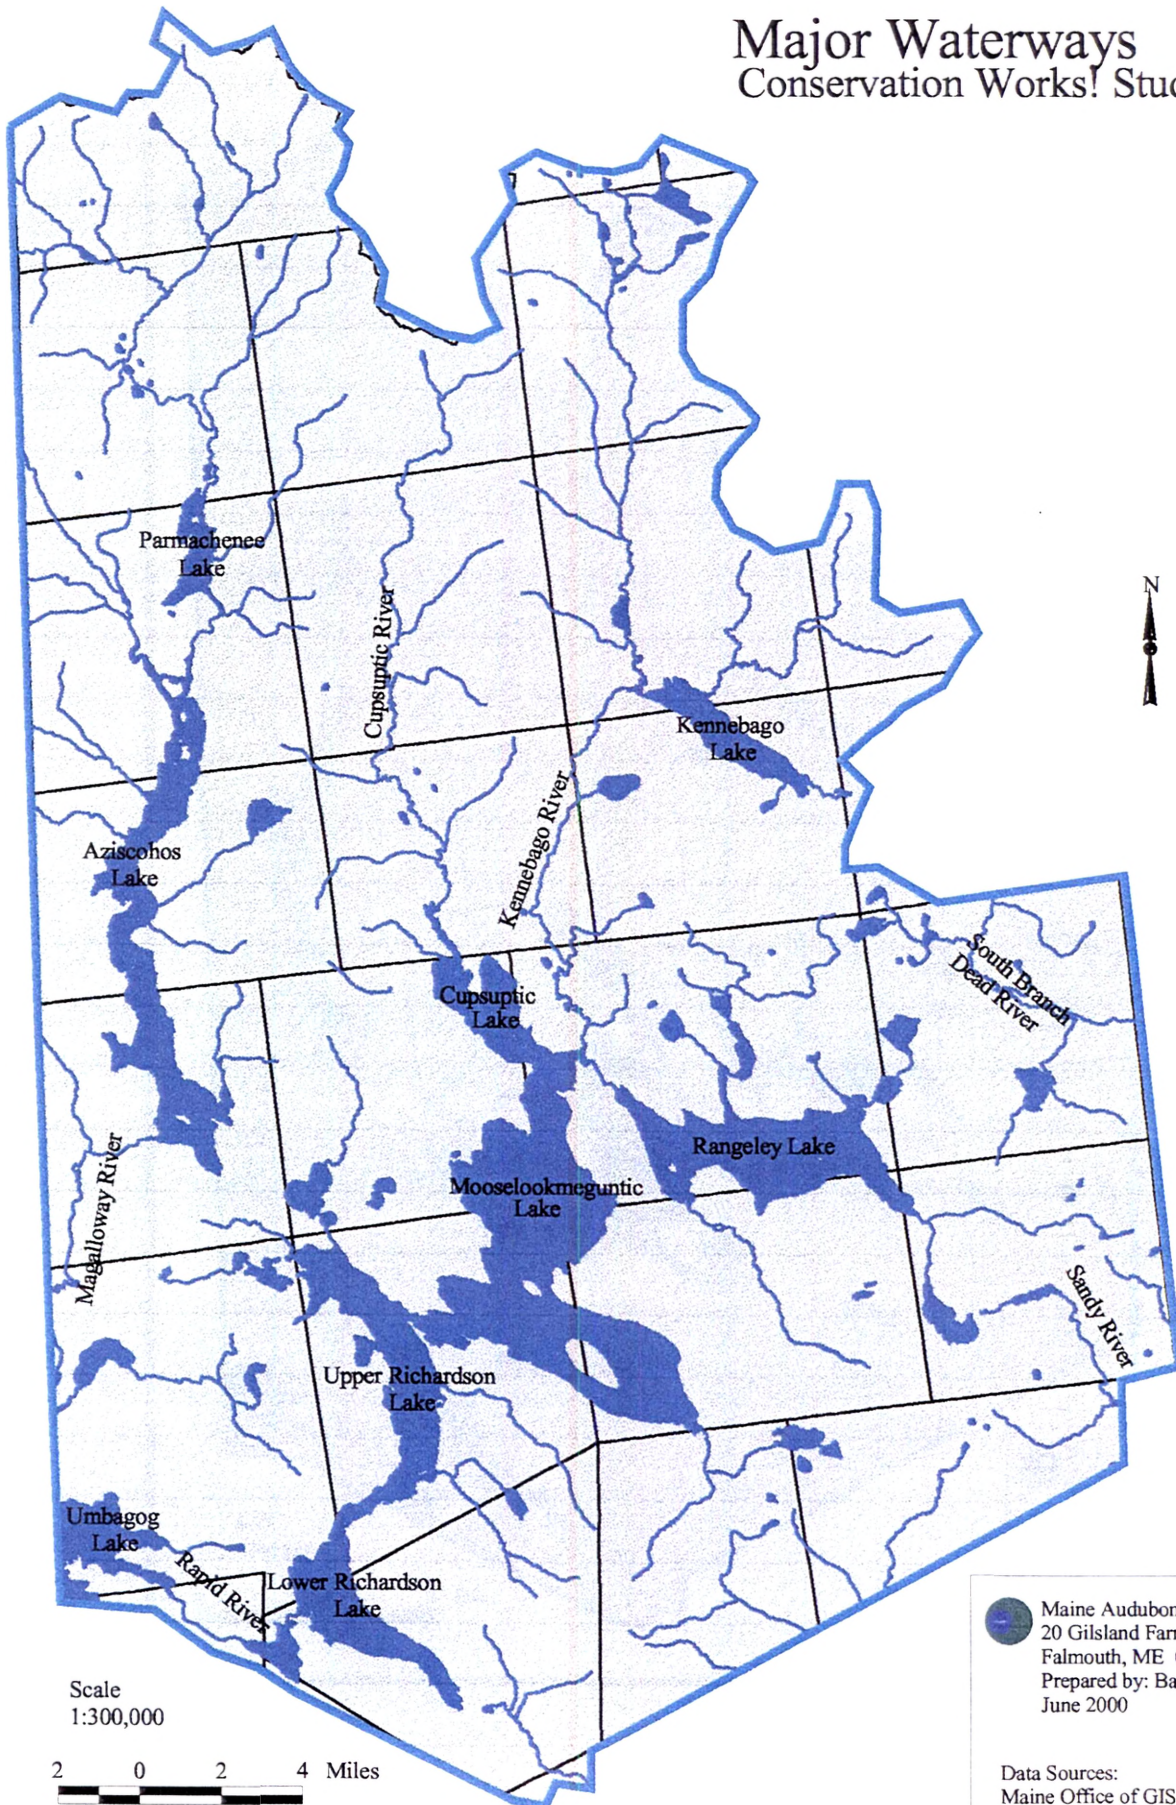 Major Waterways
Conservation Works!
N
Parmachenee
Lake
Cupsuptic River
Kennebago
Lake
Kennebago River
Aziscohos
Lake
South Branch
Dead River
Cupsuptic
Lake
Rangeley Lake
Magalloway River
Mooselookmeguntic
Lake
Sandy River
Upper Richardson
Lake
Umbagog
Lake
Rapid River
Lower Richardson
Lake
Scale
1:300,000
2 0 2 4 Miles
Maine Audubon
20 Gilsland
Falmouth, ME
Prepared by:
June 2000
Data Sources:
Maine Office of GIS